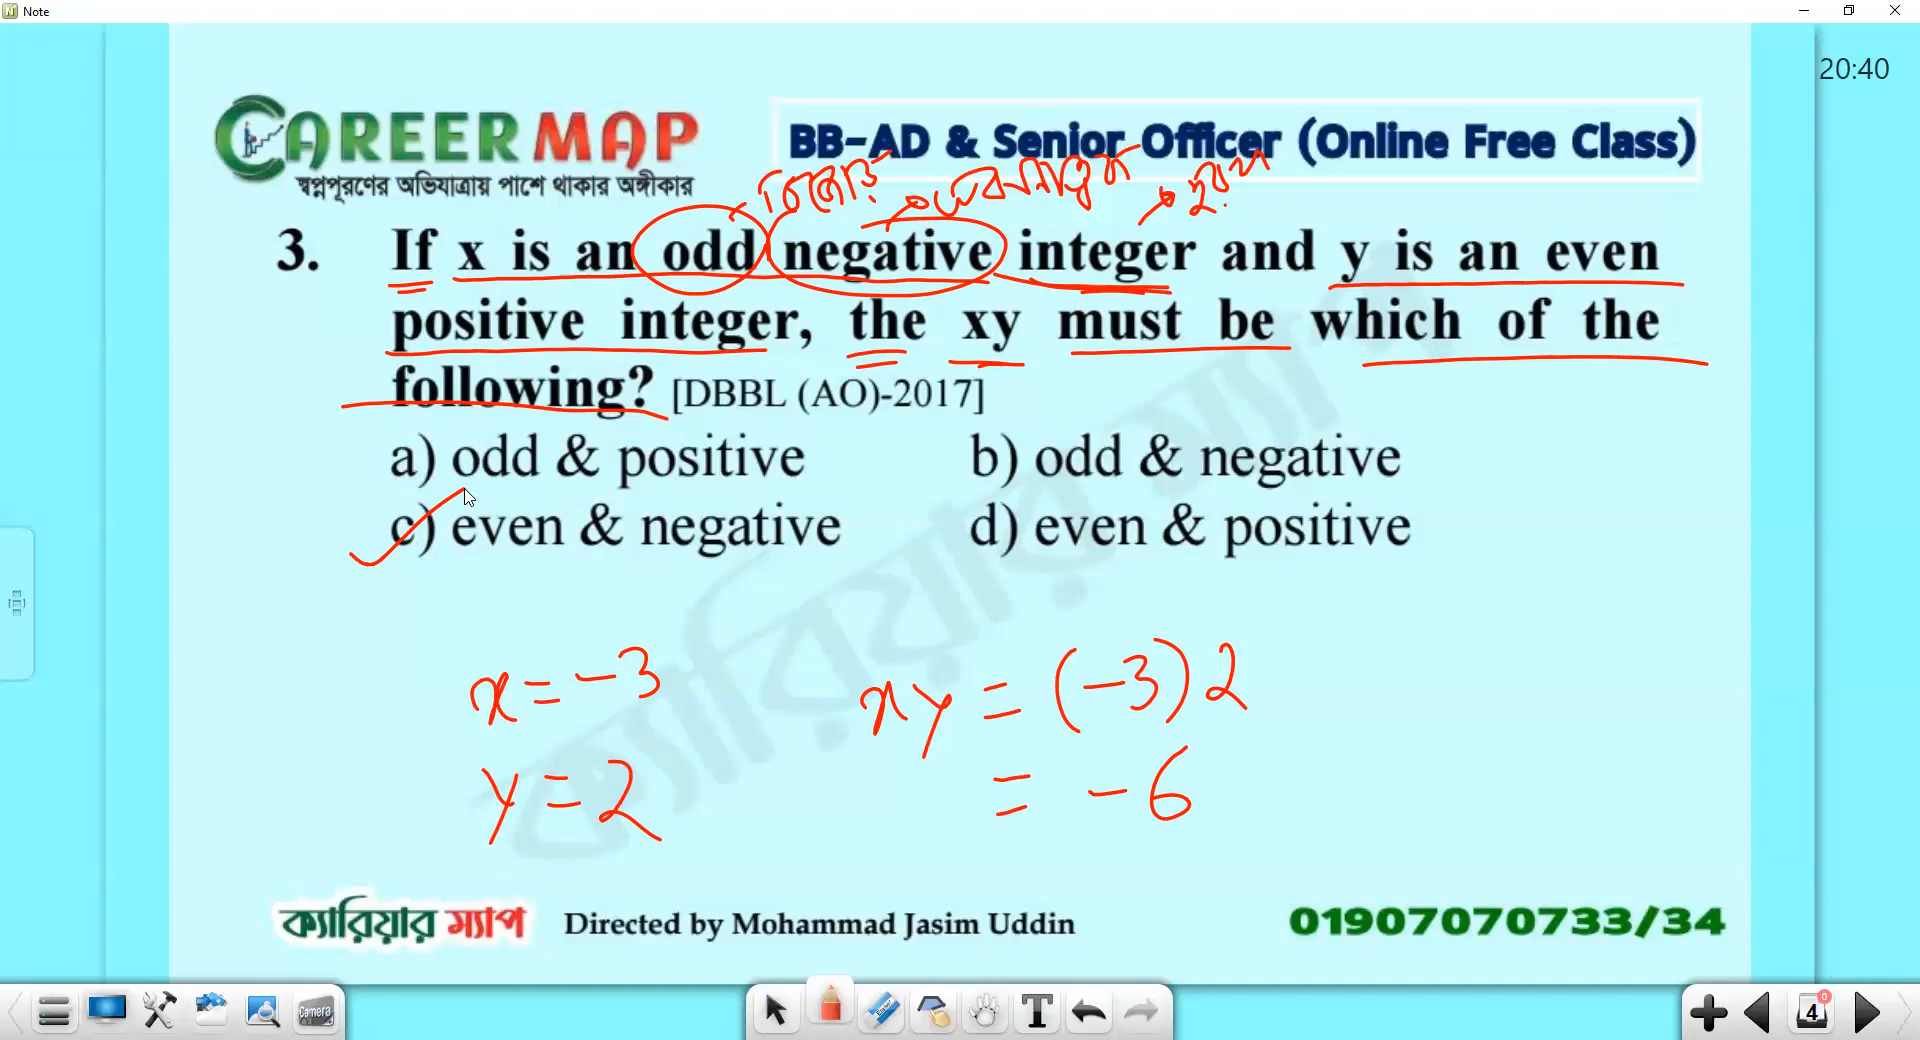 Note
20:40
CAREER MAP
স্বপ্নপূরণের অভিযাত্রায় পাশে থাকার অঙ্গীকার
BB-AD & Senior Officer (Online Free Class)
3. If x is an odd negative integer and y is an even
positive integer, the xy must be which of the
following? [DBBL (AO)-2017]
a) odd & positive b) odd & negative
c) even & negative d) even & positive
x = -3 xy = (-3)2
y = 2 = -6
ক্যারিয়ার ম্যাপ Directed by Mohammad Jasim Uddin 01907070733/34
Camera T 4 0